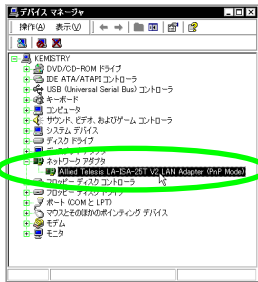 デバイス マネージャ
操作(A) 表示(V)
KEMISTRY
DVD/CD-ROM ドライブ
IDE ATA/ATAPI コントローラ
USB (Universal Serial Bus) コントローラ
キーボード
コンピュータ
サウンド、ビデオ、およびゲーム コントローラ
システム デバイス
ディスク ドライブ
ネットワーク アダプタ
Allied Telesis LA-ISA-25T V2 LAN Adapter (PnP Mode)
フロッピー ディスク コントローラ
フロッピー ディスク ドライブ
ポート (COM と LPT)
マウスとそのほかのポインティング デバイス
モデム
モニタ